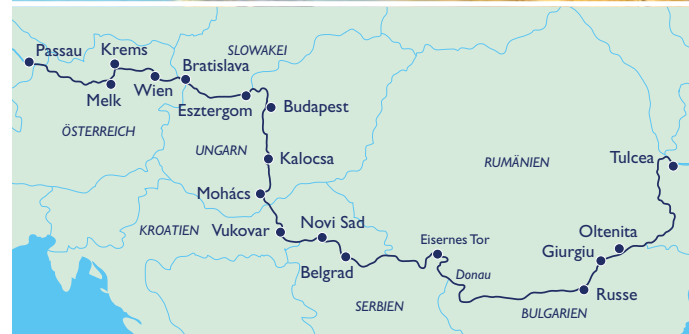 Passau
Krems
SLOWAKEI
Bratislava
Melk
Wien
Esztergom
Budapest
ÖSTERREICH
UNGARN
Kalocsa
RUMÄNIEN
Tulcea
Mohács
KROATIEN
Vukovar
Novi Sad
Eisernes Tor
Oltenita
Belgrad
Giurgiu
Donau
Russe
SERBIEN
BULGARIEN